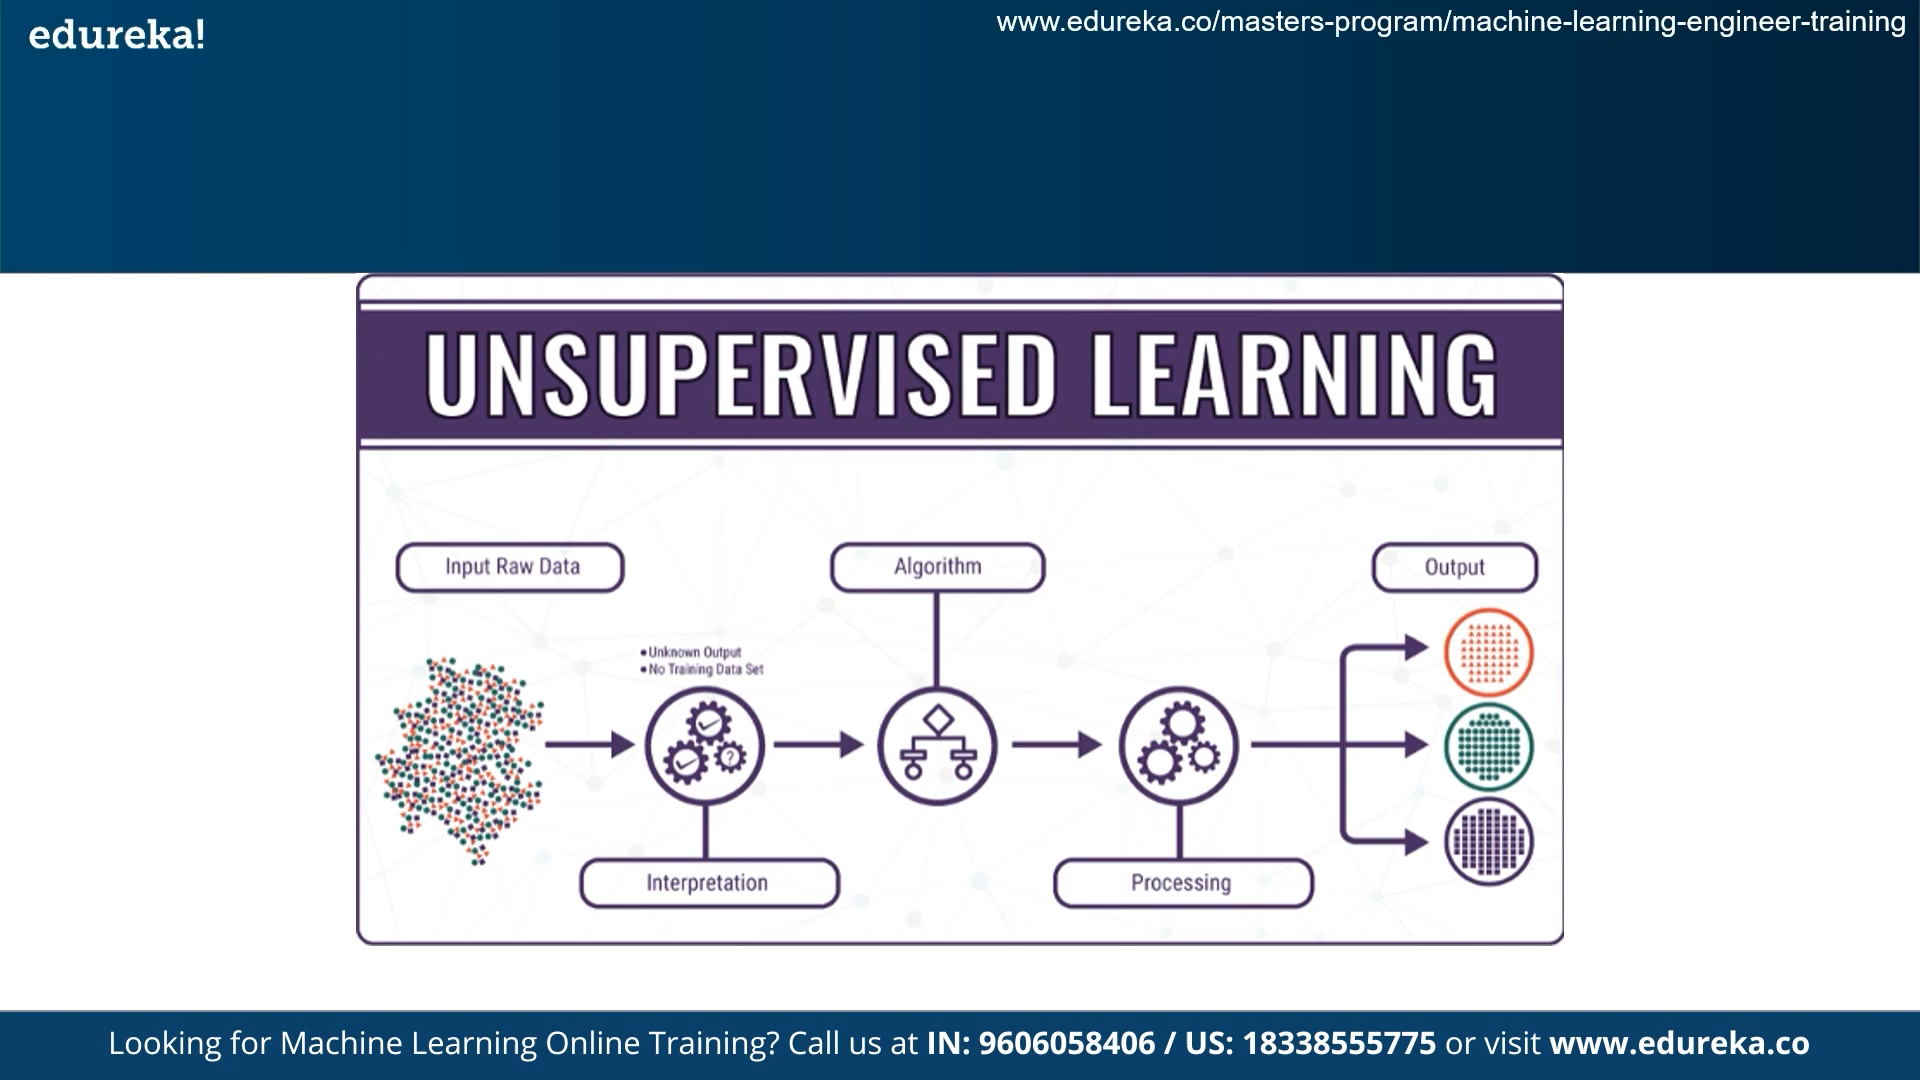 edureka!
www.edureka.co/masters-program/machine-learning-engineer-training
UNSUPERVISED LEARNING
Input Raw Data
Algorithm
Output
•Unknown Output
•No Training Data Set
?
Interpretation
Processing
Looking for Machine Learning Online Training? Call us at IN: 9606058406 / US: 18338555775 or visit www.edureka.co